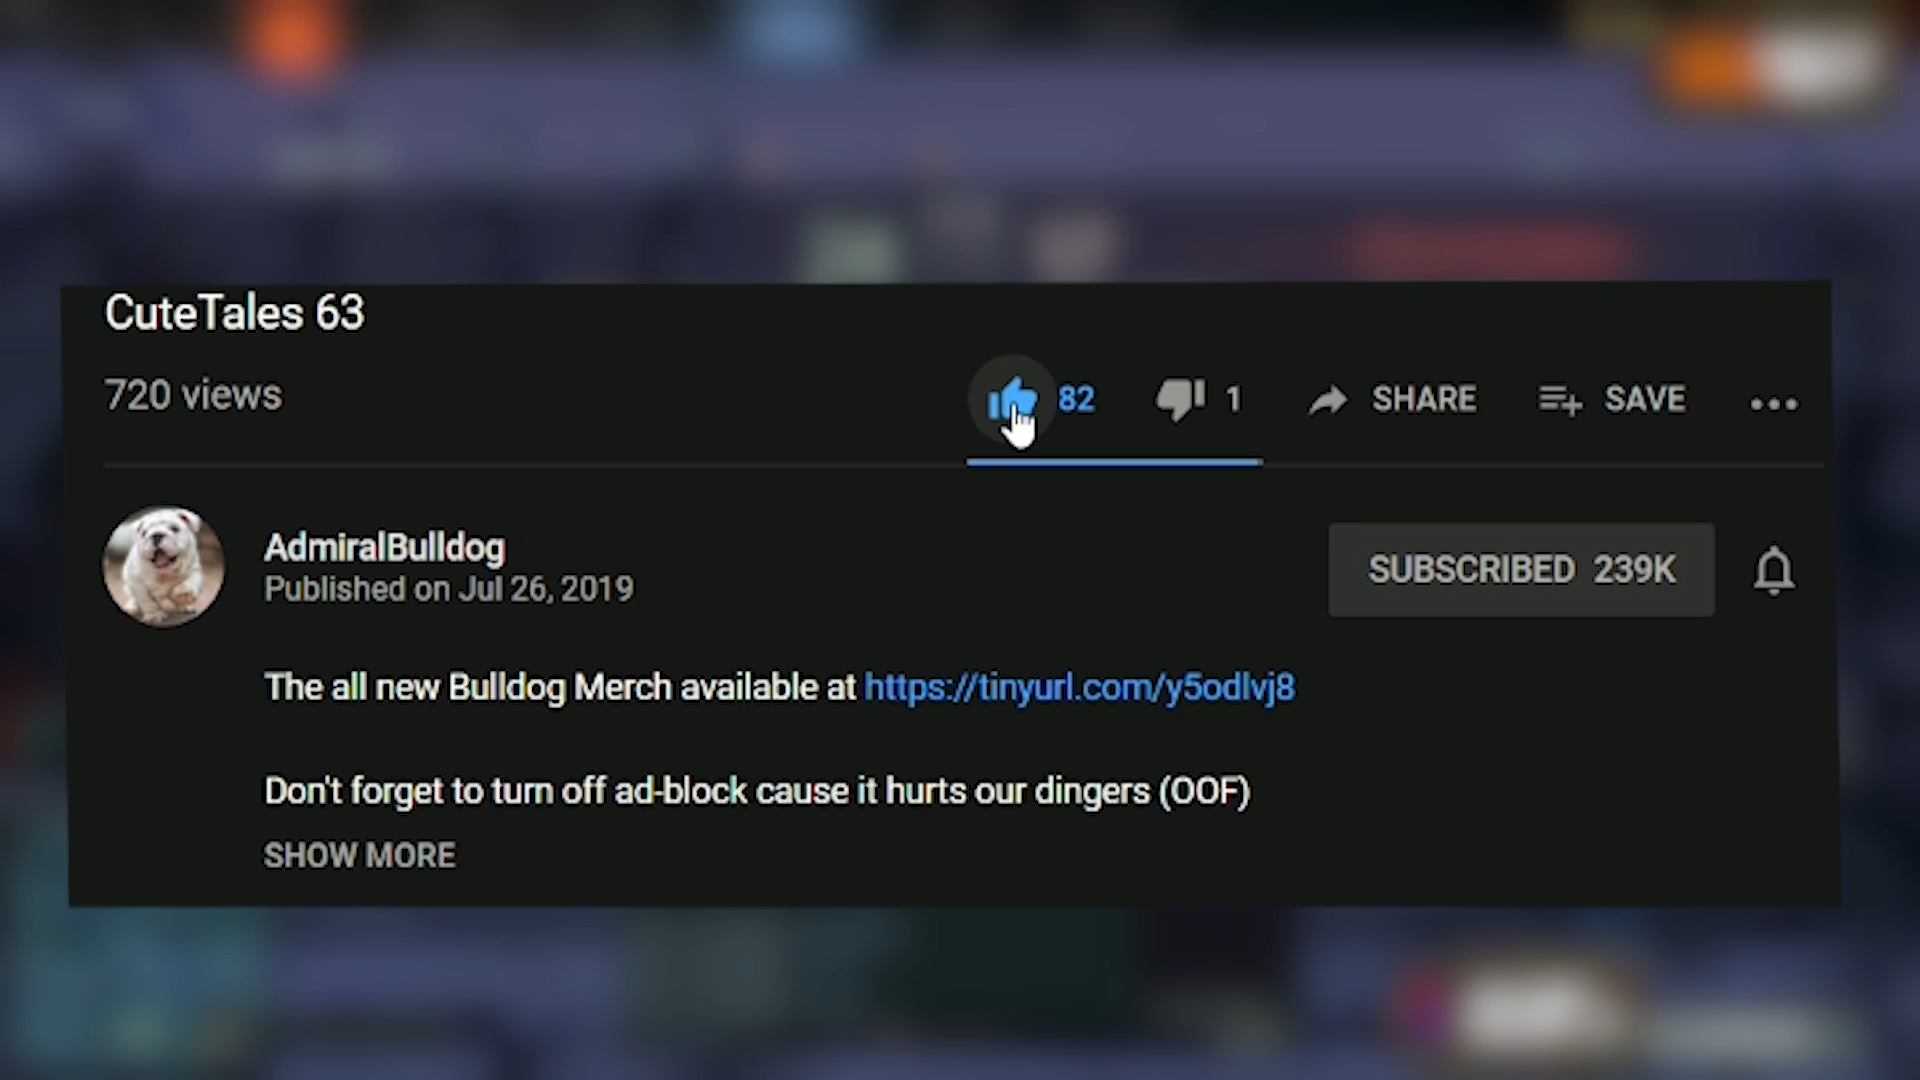 CuteTales 63
720 views
82
1
SHARE
SAVE
AdmiralBulldog
Published on Jul 26, 2019
SUBSCRIBED 239K
The all new Bulldog Merch available at https://tinyurl.com/y5odlvj8
Don't forget to turn off ad-block cause it hurts our dingers (OOF)
SHOW MORE